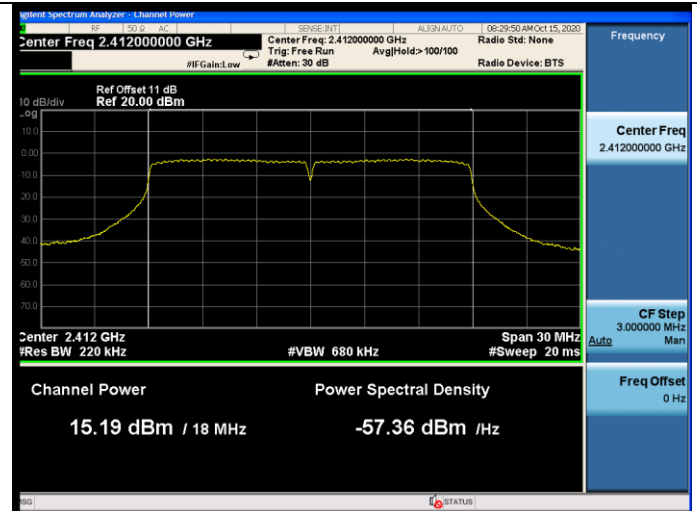 Agilent Spectrum Analyzer - Channel Power
RF 50 Ω AC SENSE:INT ALIGN AUTO 08:29:50 AM Oct 15, 2020
Center Freq 2.412000000 GHz Center Freq: 2.412000000 GHz Radio Std: None Frequency
Trig: Free Run Avg|Hold:> 100/100
#IFGain:Low #Atten: 30 dB Radio Device: BTS
Ref Offset 11 dB
10 dB/div Ref 20.00 dBm
Log
10.0
0.00
10.0
20.0
30.0
40.0
50.0
60.0
70.0
Center Freq
2.412000000 GHz
Center 2.412 GHz Span 30 MHz
#Res BW 220 kHz #VBW 680 kHz #Sweep 20 ms
CF Step
3.000000 MHz
Auto Man
Channel Power Power Spectral Density
15.19 dBm / 18 MHz -57.36 dBm /Hz
Freq Offset
0 Hz
MSG STATUS